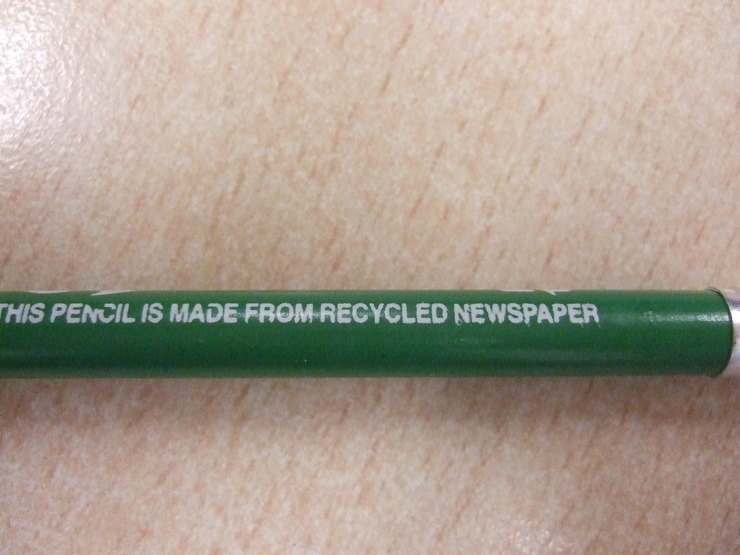 THIS PENCIL IS MADE FROM RECYCLED NEWSPAPER